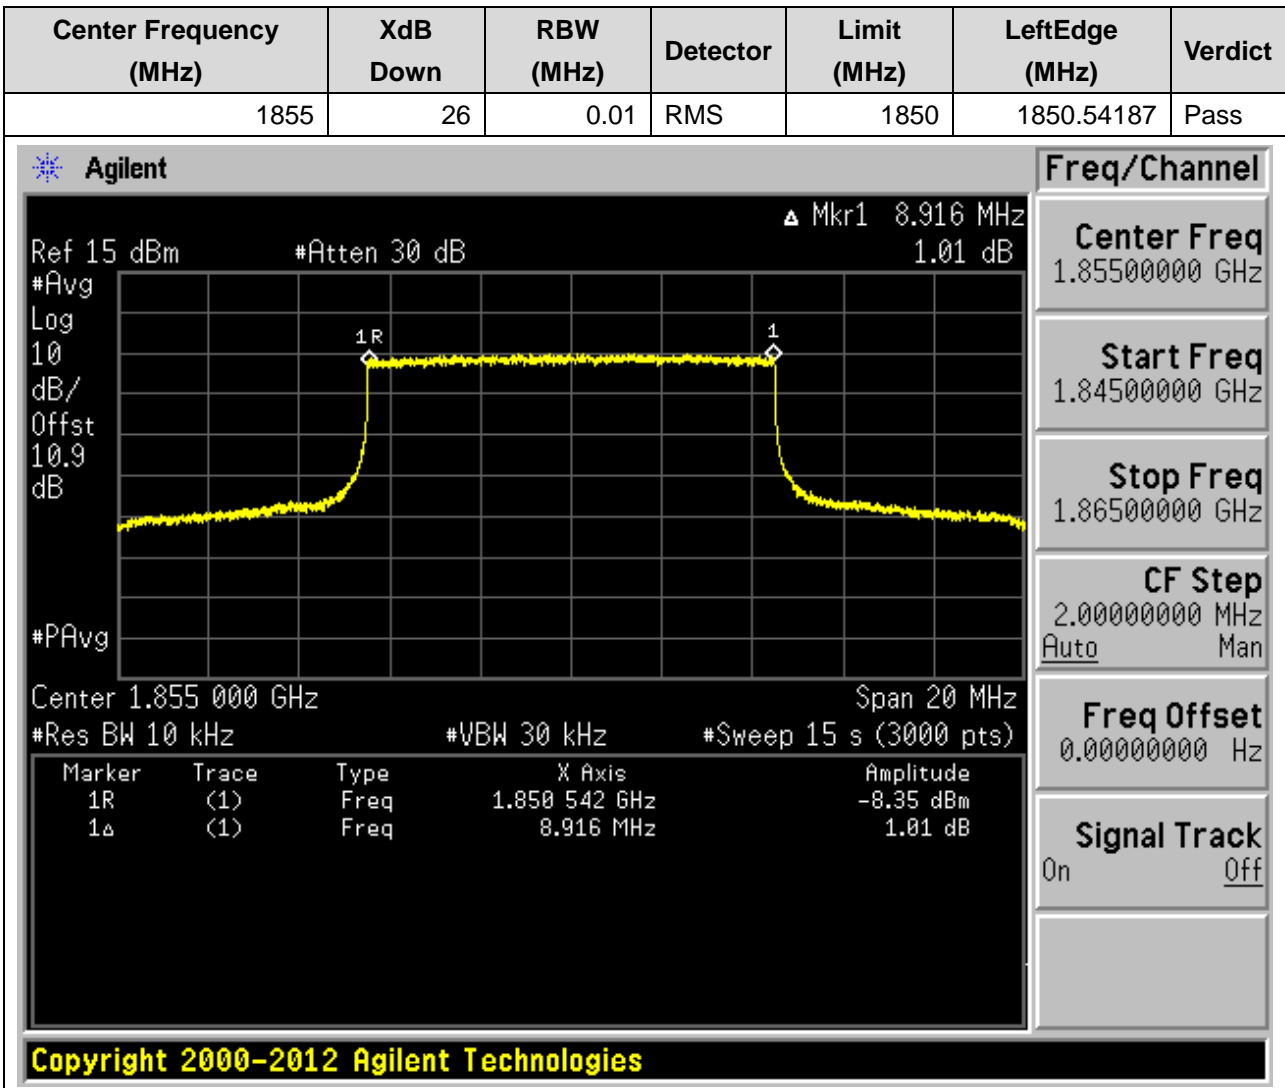 Center Frequency (MHz) XdB Down RBW (MHz) Detector Limit (MHz) LeftEdge (MHz) Verdict
1855 26 0.01 RMS 1850 1850.54187 Pass
Agilent
Freq/Channel
Δ Mkr1 8.916 MHz
Ref 15 dBm #Atten 30 dB 1.01 dB
#Avg
Log
10
dB/
Offst
10.9
dB
1R
1
#PAvg
Center 1.855 000 GHz Span 20 MHz
#Res BW 10 kHz #VBW 30 kHz #Sweep 15 s (3000 pts)
Marker Trace Type X Axis Amplitude
1R (1) Freq 1.850 542 GHz -8.35 dBm
1Δ (1) Freq 8.916 MHz 1.01 dB
Center Freq
1.85500000 GHz
Start Freq
1.84500000 GHz
Stop Freq
1.86500000 GHz
CF Step
2.00000000 MHz
Auto Man
Freq Offset
0.00000000 Hz
Signal Track
On Off
Copyright 2000-2012 Agilent Technologies